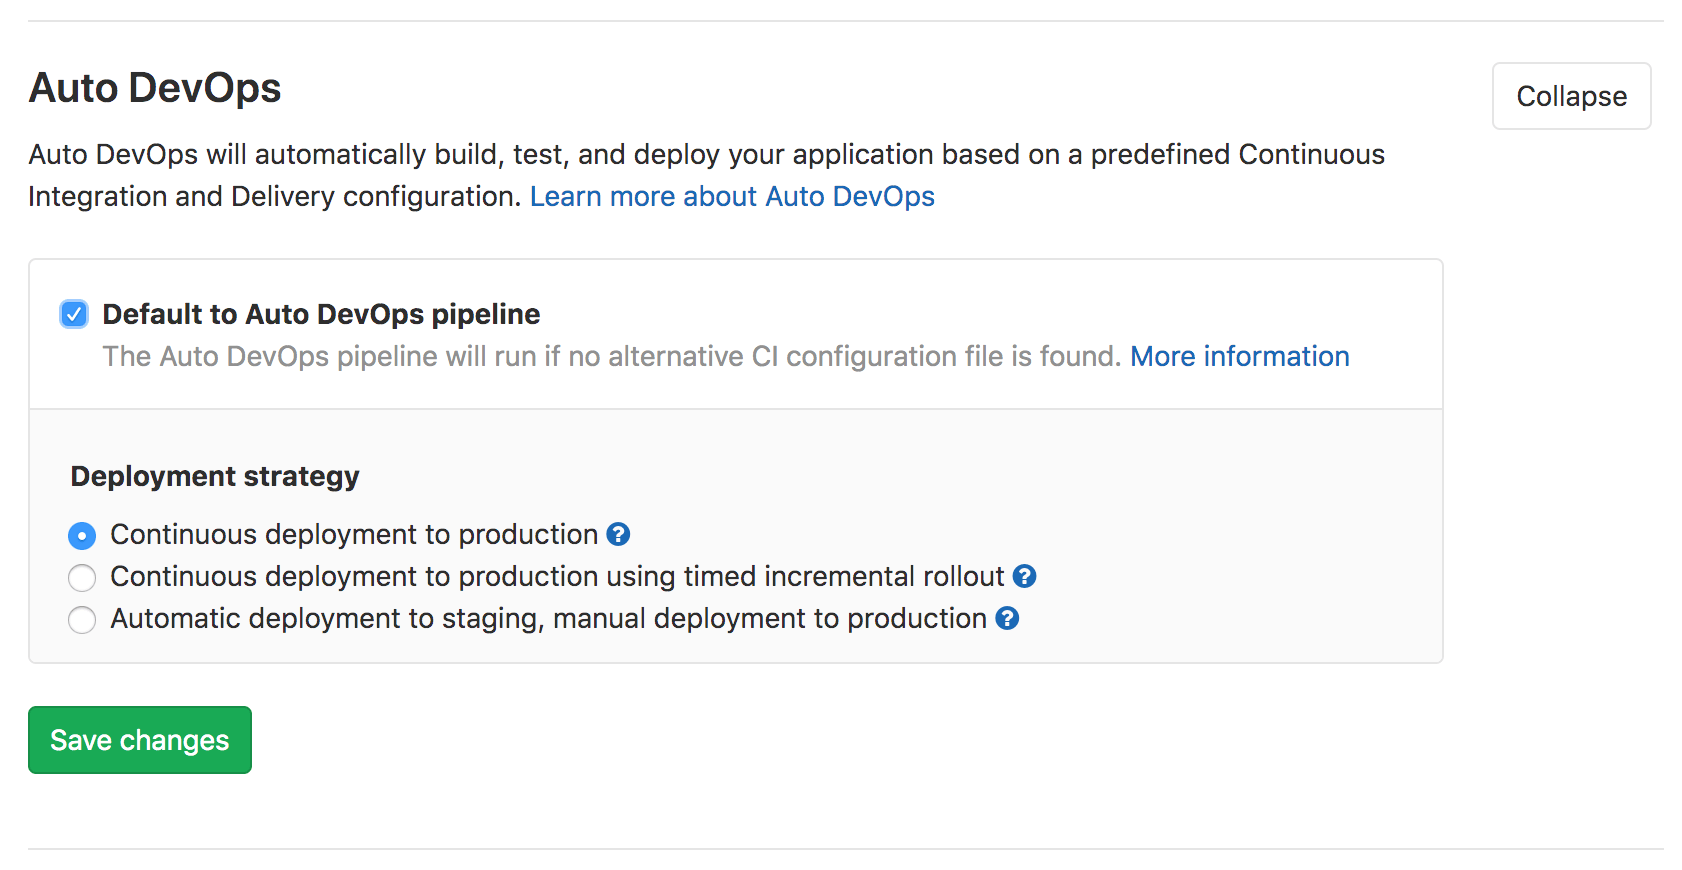 Auto DevOps
Collapse
Auto DevOps will automatically build, test, and deploy your application based on a predefined Continuous
Integration and Delivery configuration. Learn more about Auto DevOps
Default to Auto DevOps pipeline
The Auto DevOps pipeline will run if no alternative CI configuration file is found. More information
Deployment strategy
Continuous deployment to production ?
Continuous deployment to production using timed incremental rollout ?
Automatic deployment to staging, manual deployment to production ?
Save changes